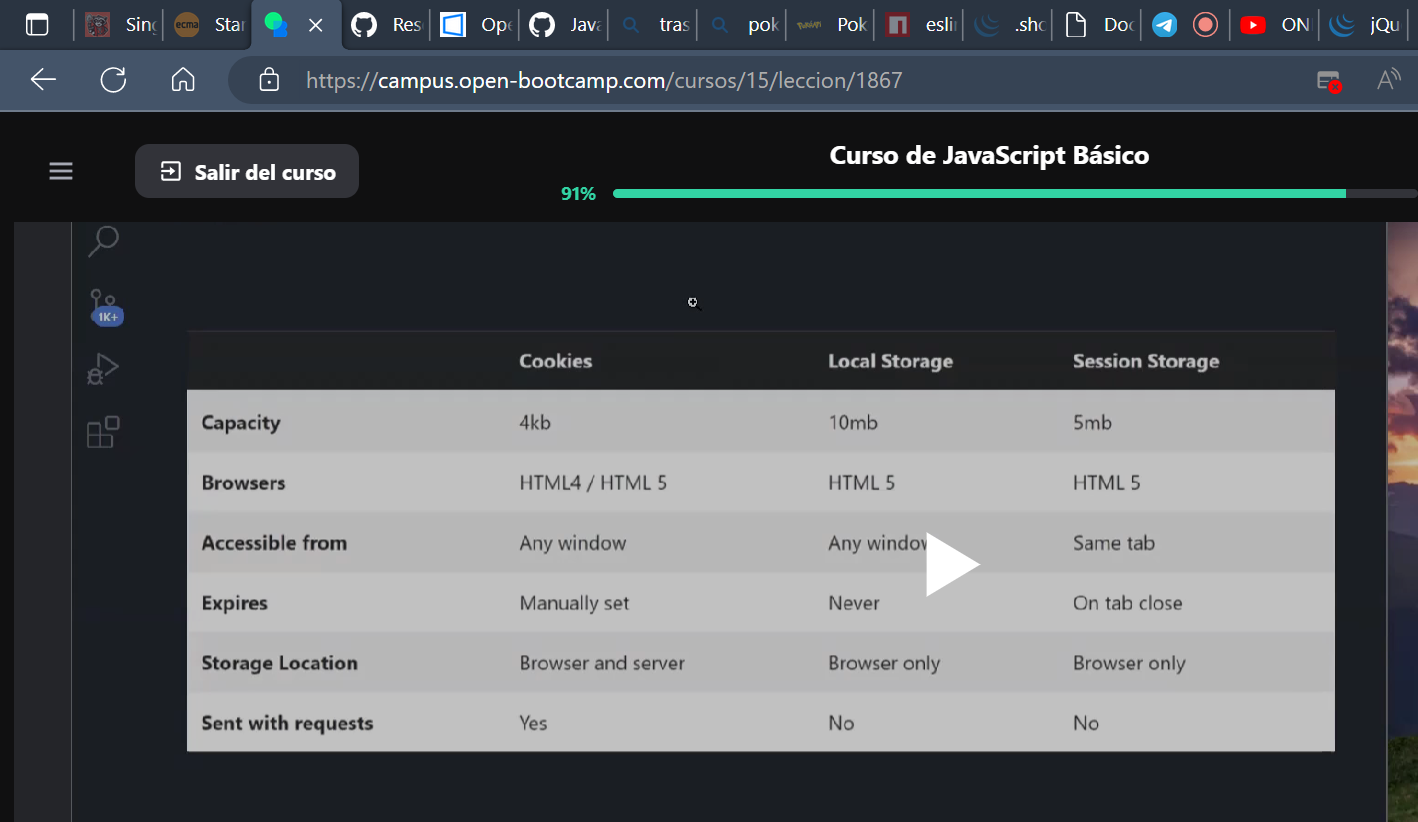 Sing
ecma
Star
Res
Ope
Java
tras
pok
Pok
eslin
.sho
Doc
ON
jQu
https://campus.open-bootcamp.com/cursos/15/leccion/1867
Salir del curso
Curso de JavaScript Básico
91%
1K+
Cookies Local Storage Session Storage
Capacity 4kb 10mb 5mb
Browsers HTML4 / HTML 5 HTML 5 HTML 5
Accessible from Any window Any window Same tab
Expires Manually set Never On tab close
Storage Location Browser and server Browser only Browser only
Sent with requests Yes No No